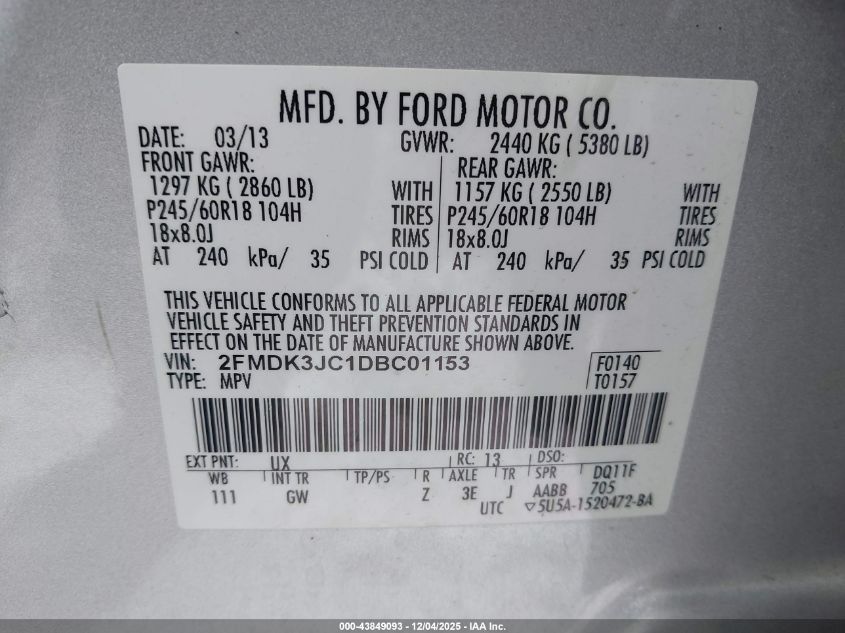 MFD. BY FORD MOTOR CO.
DATE: 03/13 GVWR: 2440 KG ( 5380 LB)
FRONT GAWR: REAR GAWR:
1297 KG ( 2860 LB) WITH 1157 KG ( 2550 LB) WITH
P245/60R18 104H TIRES P245/60R18 104H TIRES
18x8.0J RIMS 18x8.0J RIMS
AT 240 kPa/ 35 PSI COLD AT 240 kPa/ 35 PSI COLD
THIS VEHICLE CONFORMS TO ALL APPLICABLE FEDERAL MOTOR
VEHICLE SAFETY AND THEFT PREVENTION STANDARDS IN
EFFECT ON THE DATE OF MANUFACTURE SHOWN ABOVE.
VIN: 2FMDK3JC1DBC01153 F0140
TYPE: MPV T0157
EXT PNT: UX RC: 13 DSO:
WB INT TR TP/PS R AXLE TR SPR DQ11F
111 GW Z 3E J AABB 705
UTC ▽5U5A-1520472-BA
000-43849093 - 12/04/2025 - IAA Inc.